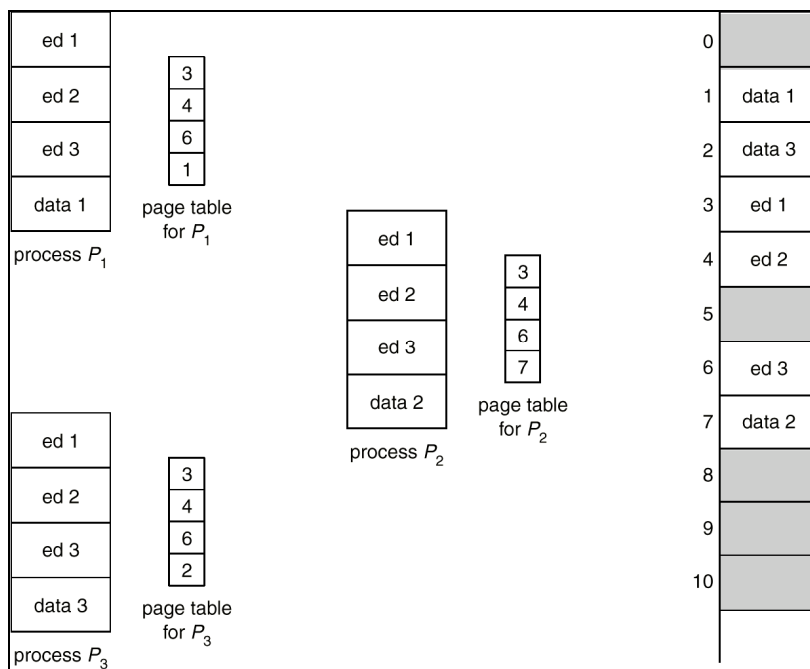 ed 1
ed 2
ed 3
data 1
process P1
3
4
6
1
page table
for P1
ed 1
ed 2
ed 3
data 2
process P2
3
4
6
7
page table
for P2
ed 1
ed 2
ed 3
data 3
process P3
3
4
6
2
page table
for P3
0
1 data 1
2 data 3
3 ed 1
4 ed 2
5
6 ed 3
7 data 2
8
9
10